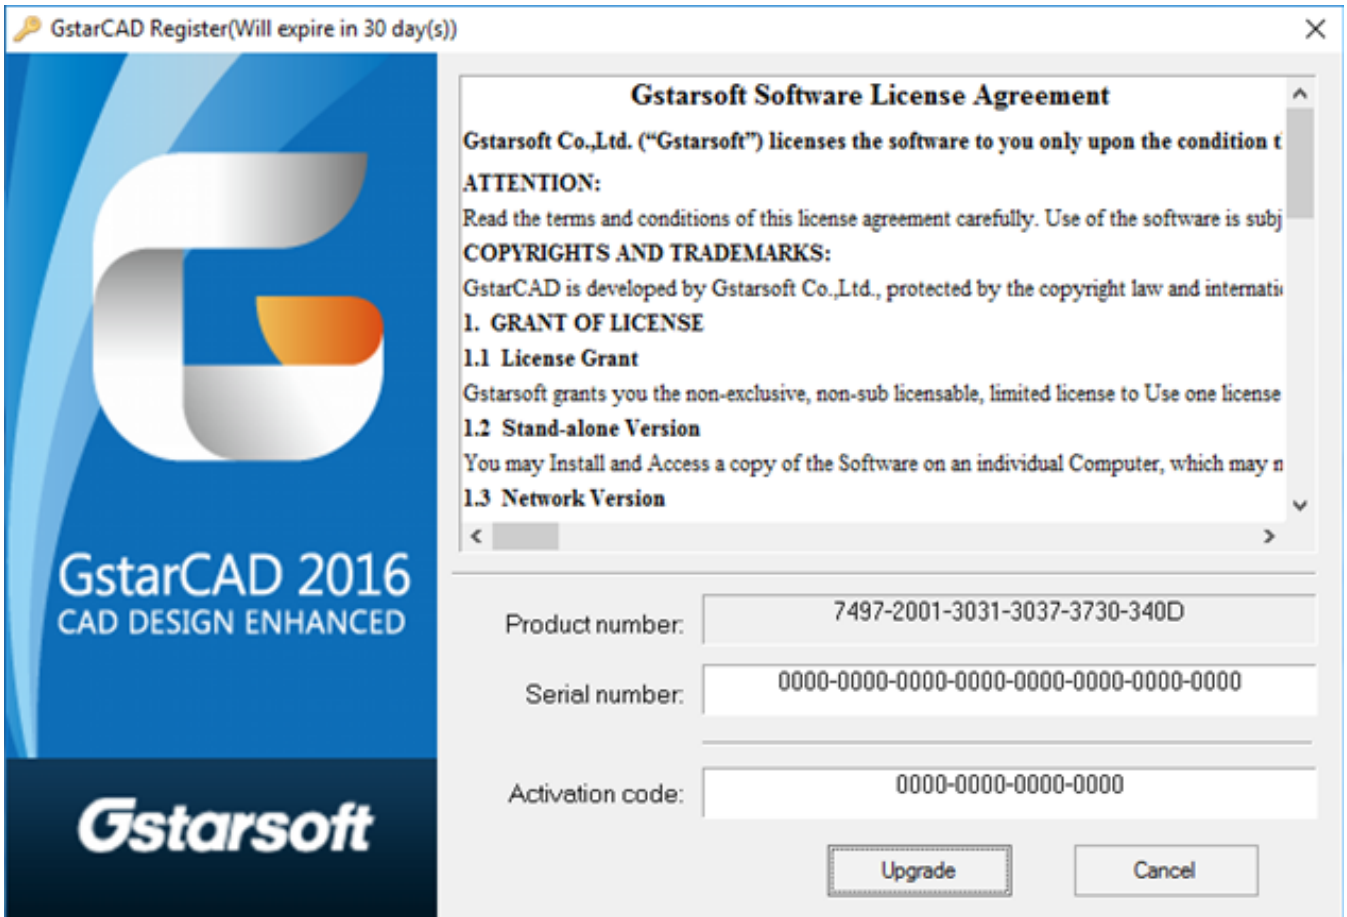 GstarCAD Register(Will expire in 30 day(s))
Gstarsoft Software License Agreement
Gstarsoft Co.,Ltd. (“Gstarsoft”) licenses the software to you only upon the condition
ATTENTION:
Read the terms and conditions of this license agreement carefully. Use of the software is subj
COPYRIGHTS AND TRADEMARKS:
GstarCAD is developed by Gstarsoft Co.,Ltd., protected by the copyright law and internatio
1. GRANT OF LICENSE
1.1 License Grant
Gstarsoft grants you the non-exclusive, non-sub licensable, limited license to Use one license
1.2 Stand-alone Version
You may Install and Access a copy of the Software on an individual Computer, which may n
1.3 Network Version
GstarCAD 2016
CAD DESIGN ENHANCED
Gstarsoft
Product number: 7497-2001-3031-3037-3730-340D
Serial number: 0000-0000-0000-0000-0000-0000-0000-0000
Activation code: 0000-0000-0000-0000
Upgrade Cancel